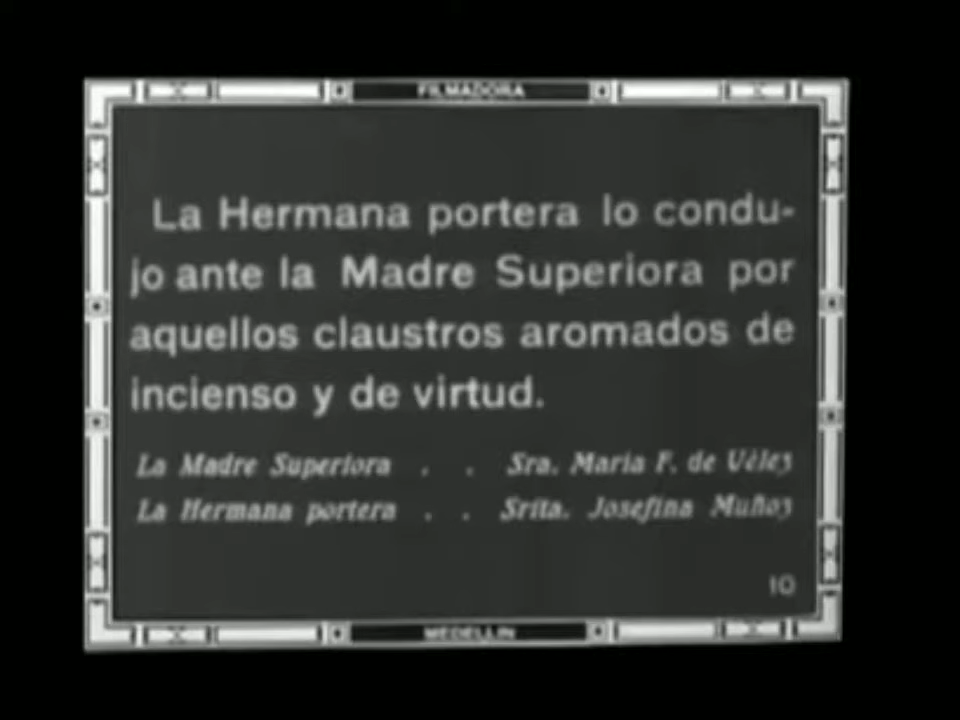 FILMADORA
La Hermana portera lo condu-
jo ante la Madre Superiora por
aquellos claustros aromados de
incienso y de virtud.
La Madre Superiora . . Sra. Maria F. de Vélez
La Hermana portera . . Srita. Josefina Muñoz
10
MEDELLIN